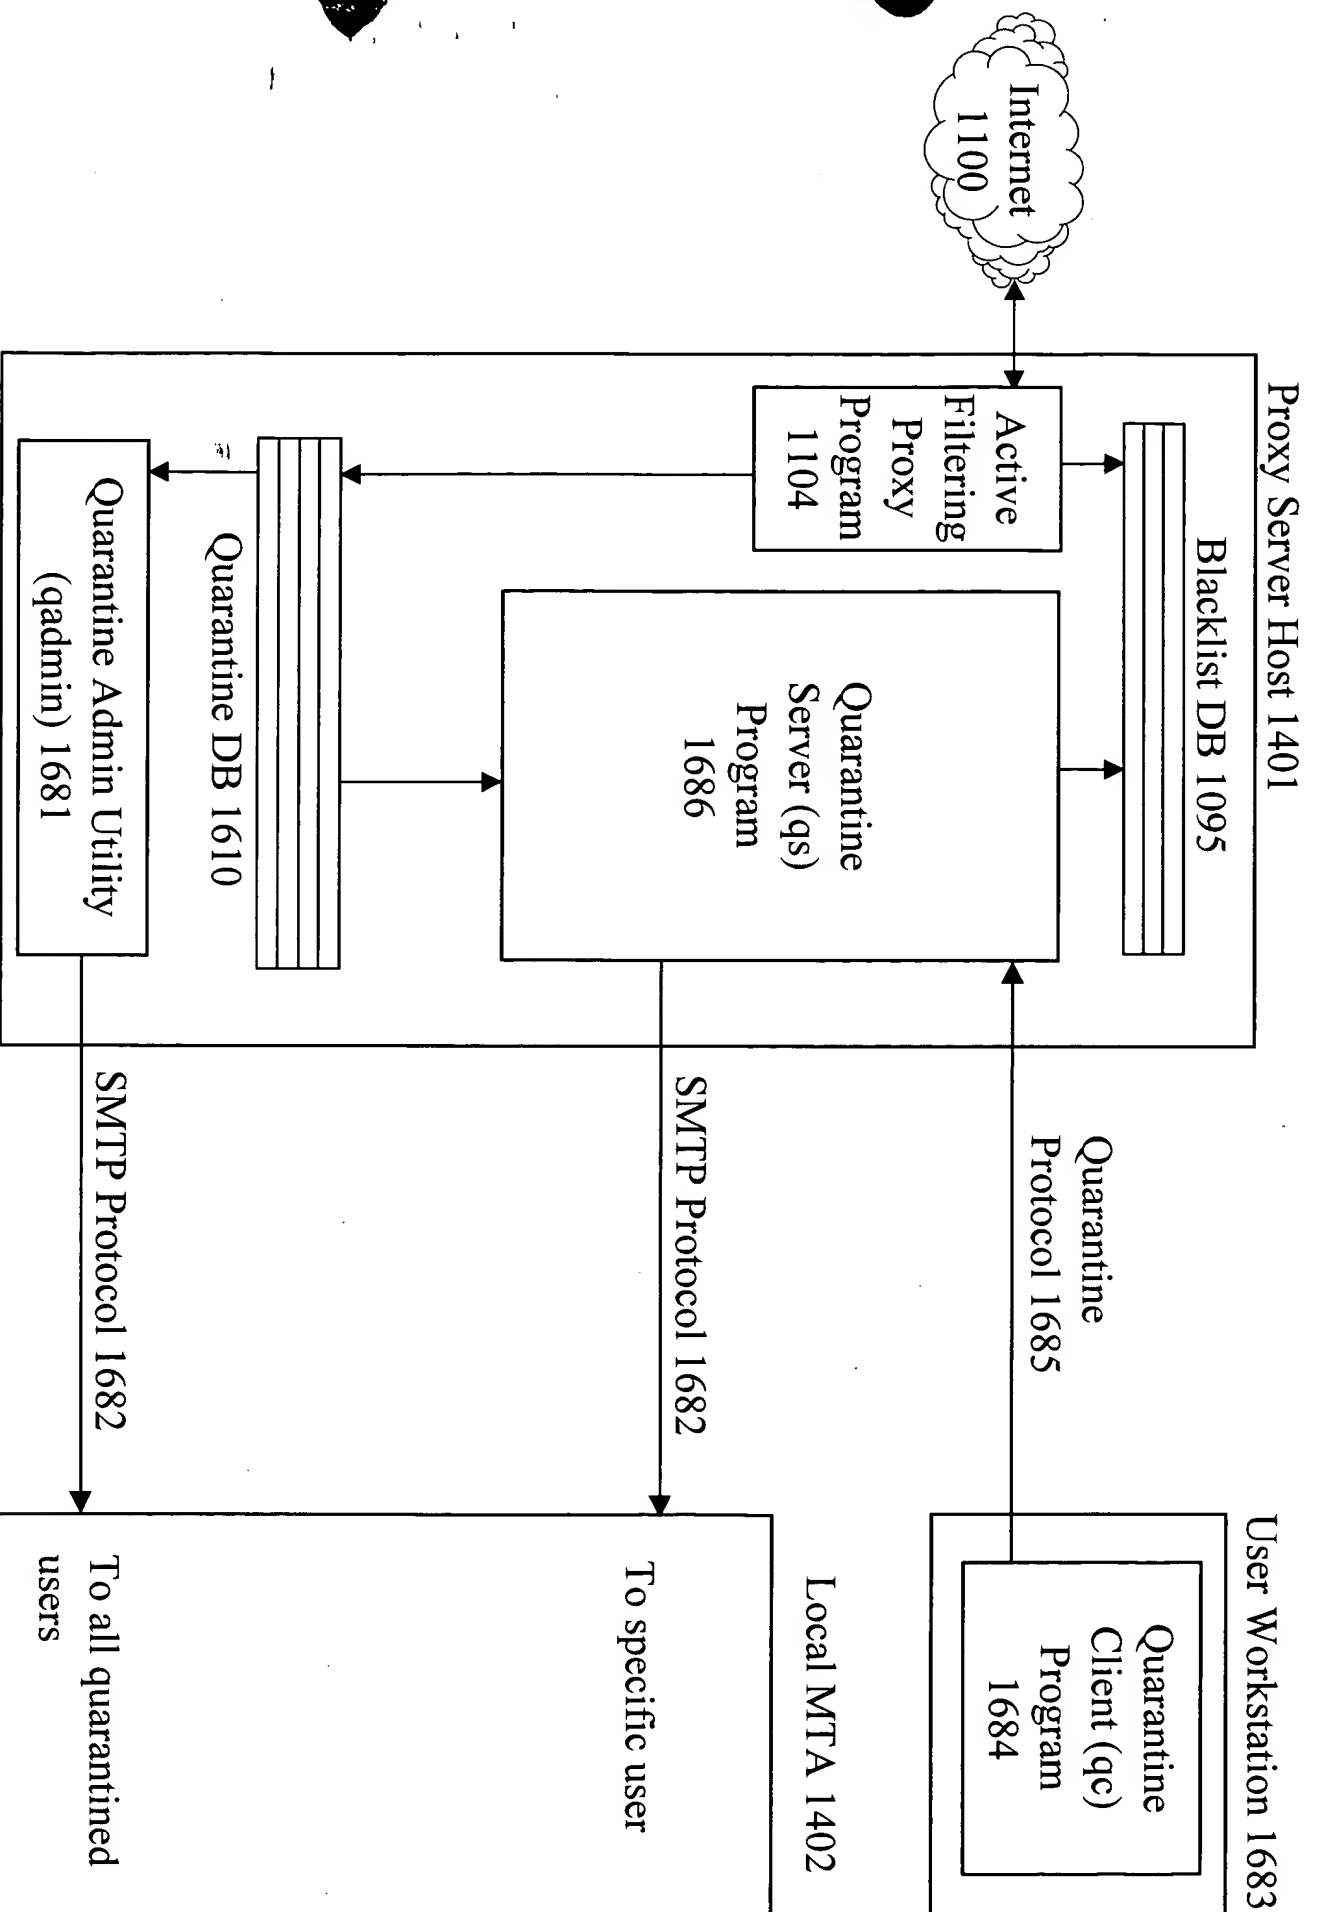 Proxy Server Host 1401
Blacklist DB 1095
Internet
1100
Active
Filtering
Proxy
Program
1104
Quarantine
Server (qs)
Program
1686
Quarantine DB 1610
Quarantine Admin Utility
(qadmin) 1681
Quarantine
Protocol 1685
SMTP Protocol 1682
SMTP Protocol 1682
User Workstation 1683
Quarantine
Client (qc)
Program
1684
Local MTA 1402
To specific user
To all quarantined
users